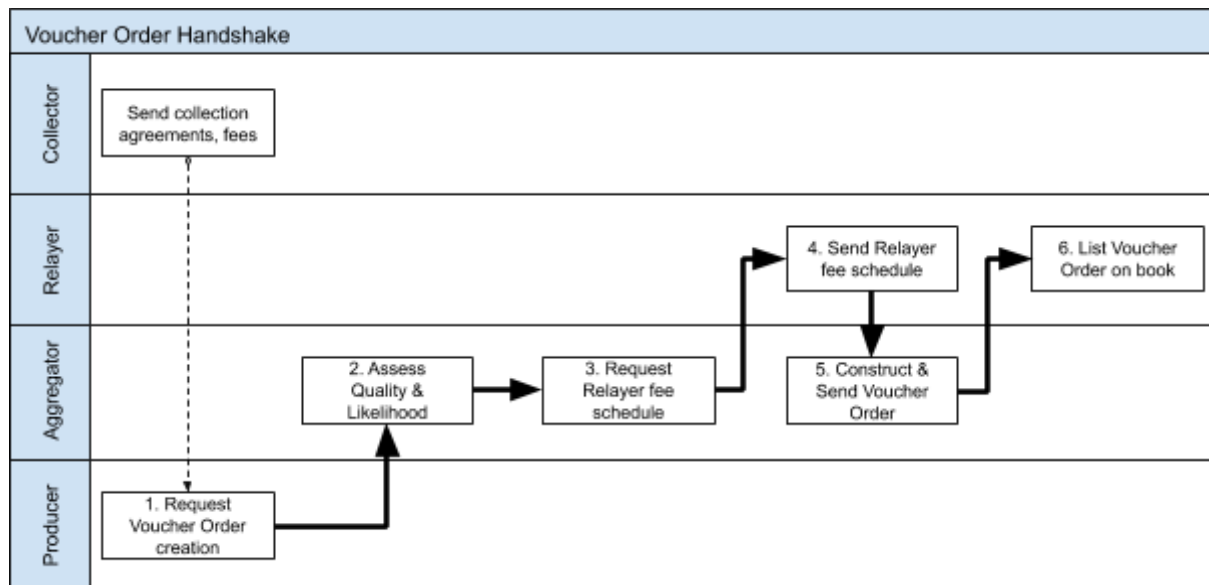 Voucher Order Handshake
Collector
Send collection
agreements, fees
Relayer
4. Send Relayer
fee schedule
6. List Voucher
Order on book
Aggregator
2. Assess
Quality &
Likelihood
3. Request
Relayer fee
schedule
5. Construct &
Send Voucher
Order
Producer
1. Request
Voucher Order
creation